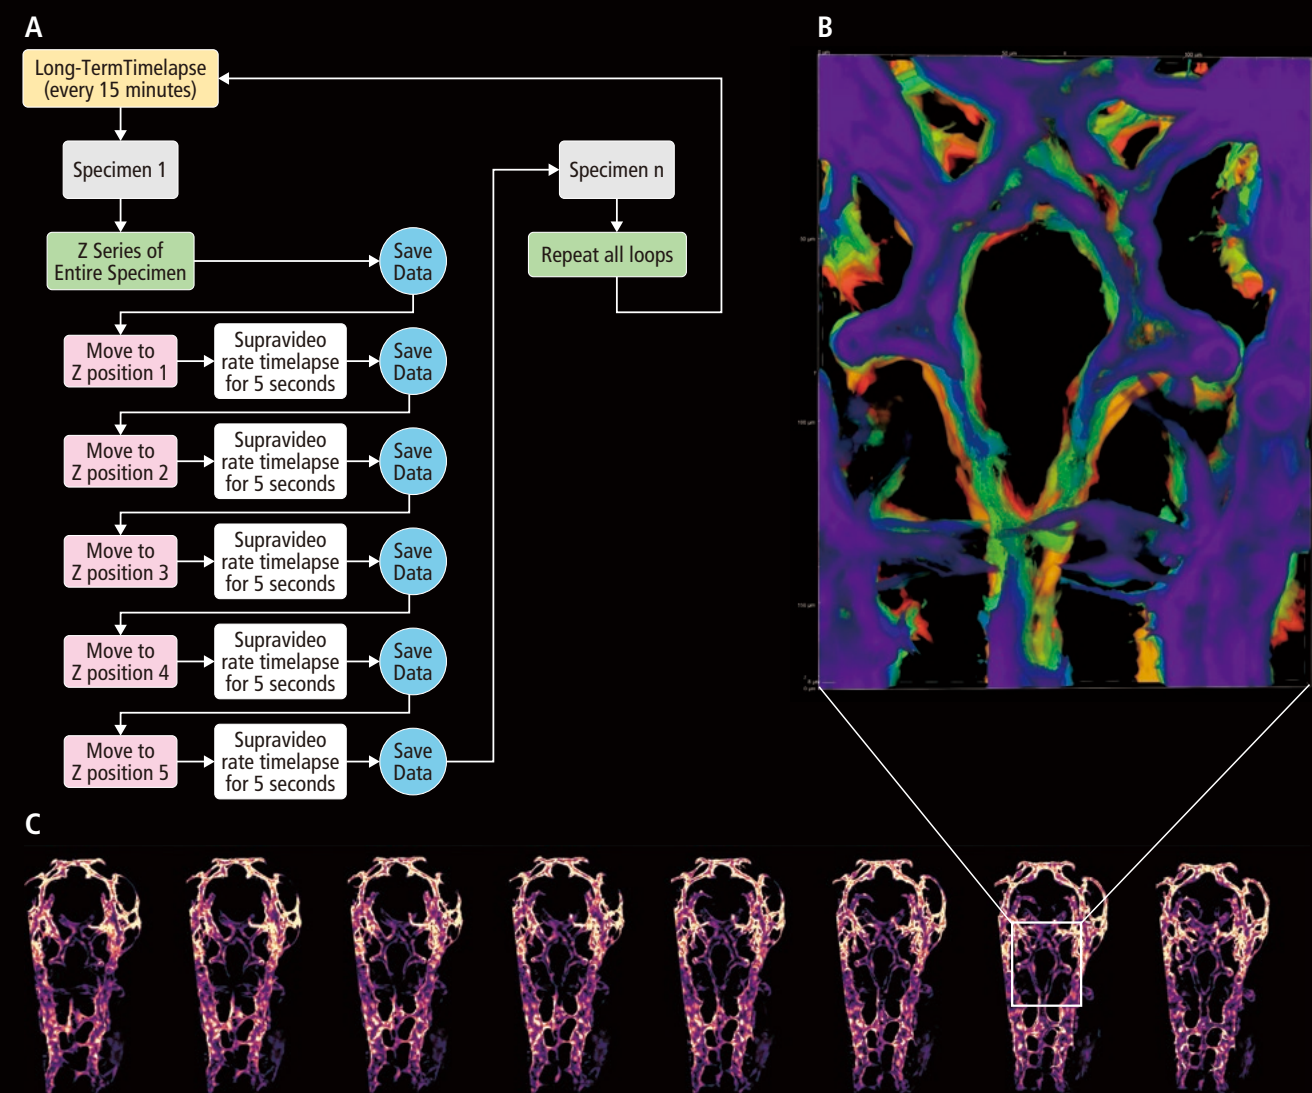 A
Long-TermTimelapse
(every 15 minutes)
Specimen 1
Z Series of
Entire Specimen
Save
Data
Move to
Z position 1
Supravideo
rate timelapse
for 5 seconds
Save
Data
Move to
Z position 2
Supravideo
rate timelapse
for 5 seconds
Save
Data
Move to
Z position 3
Supravideo
rate timelapse
for 5 seconds
Save
Data
Move to
Z position 4
Supravideo
rate timelapse
for 5 seconds
Save
Data
Move to
Z position 5
Supravideo
rate timelapse
for 5 seconds
Save
Data
Specimen n
Repeat all loops
B
C